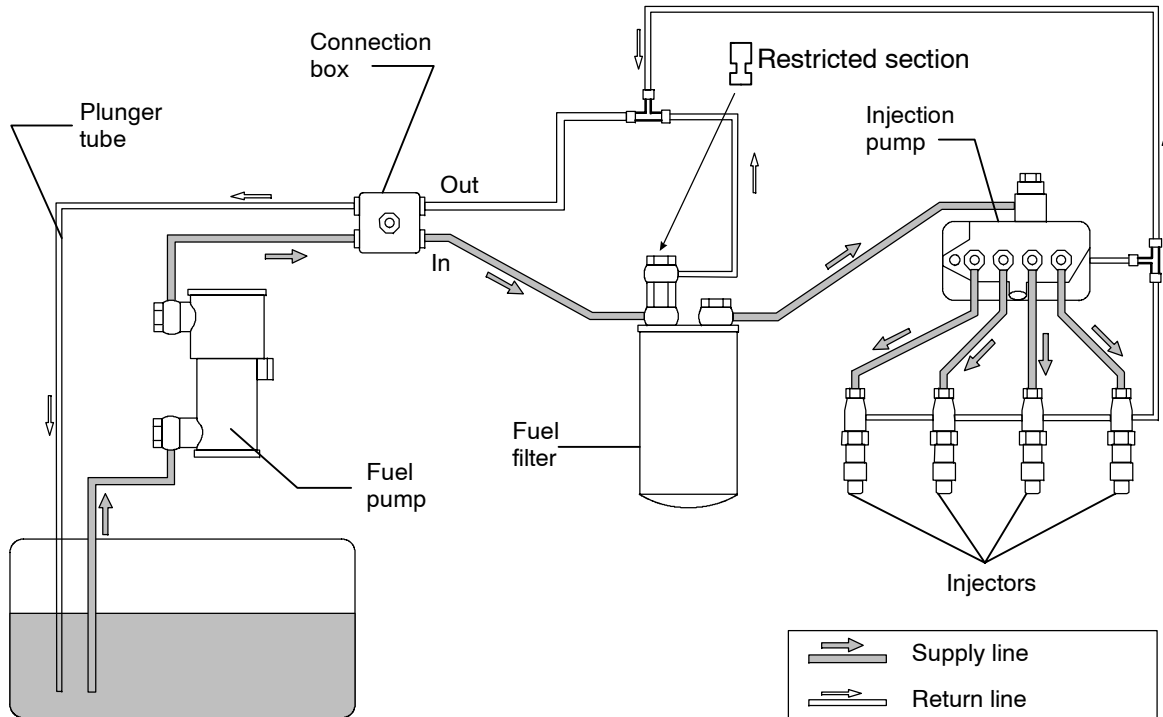 Connection
box
Restricted section
Plunger
tube
Injection
pump
Out
In
Fuel
filter
Fuel
pump
Injectors
Supply line
Return line